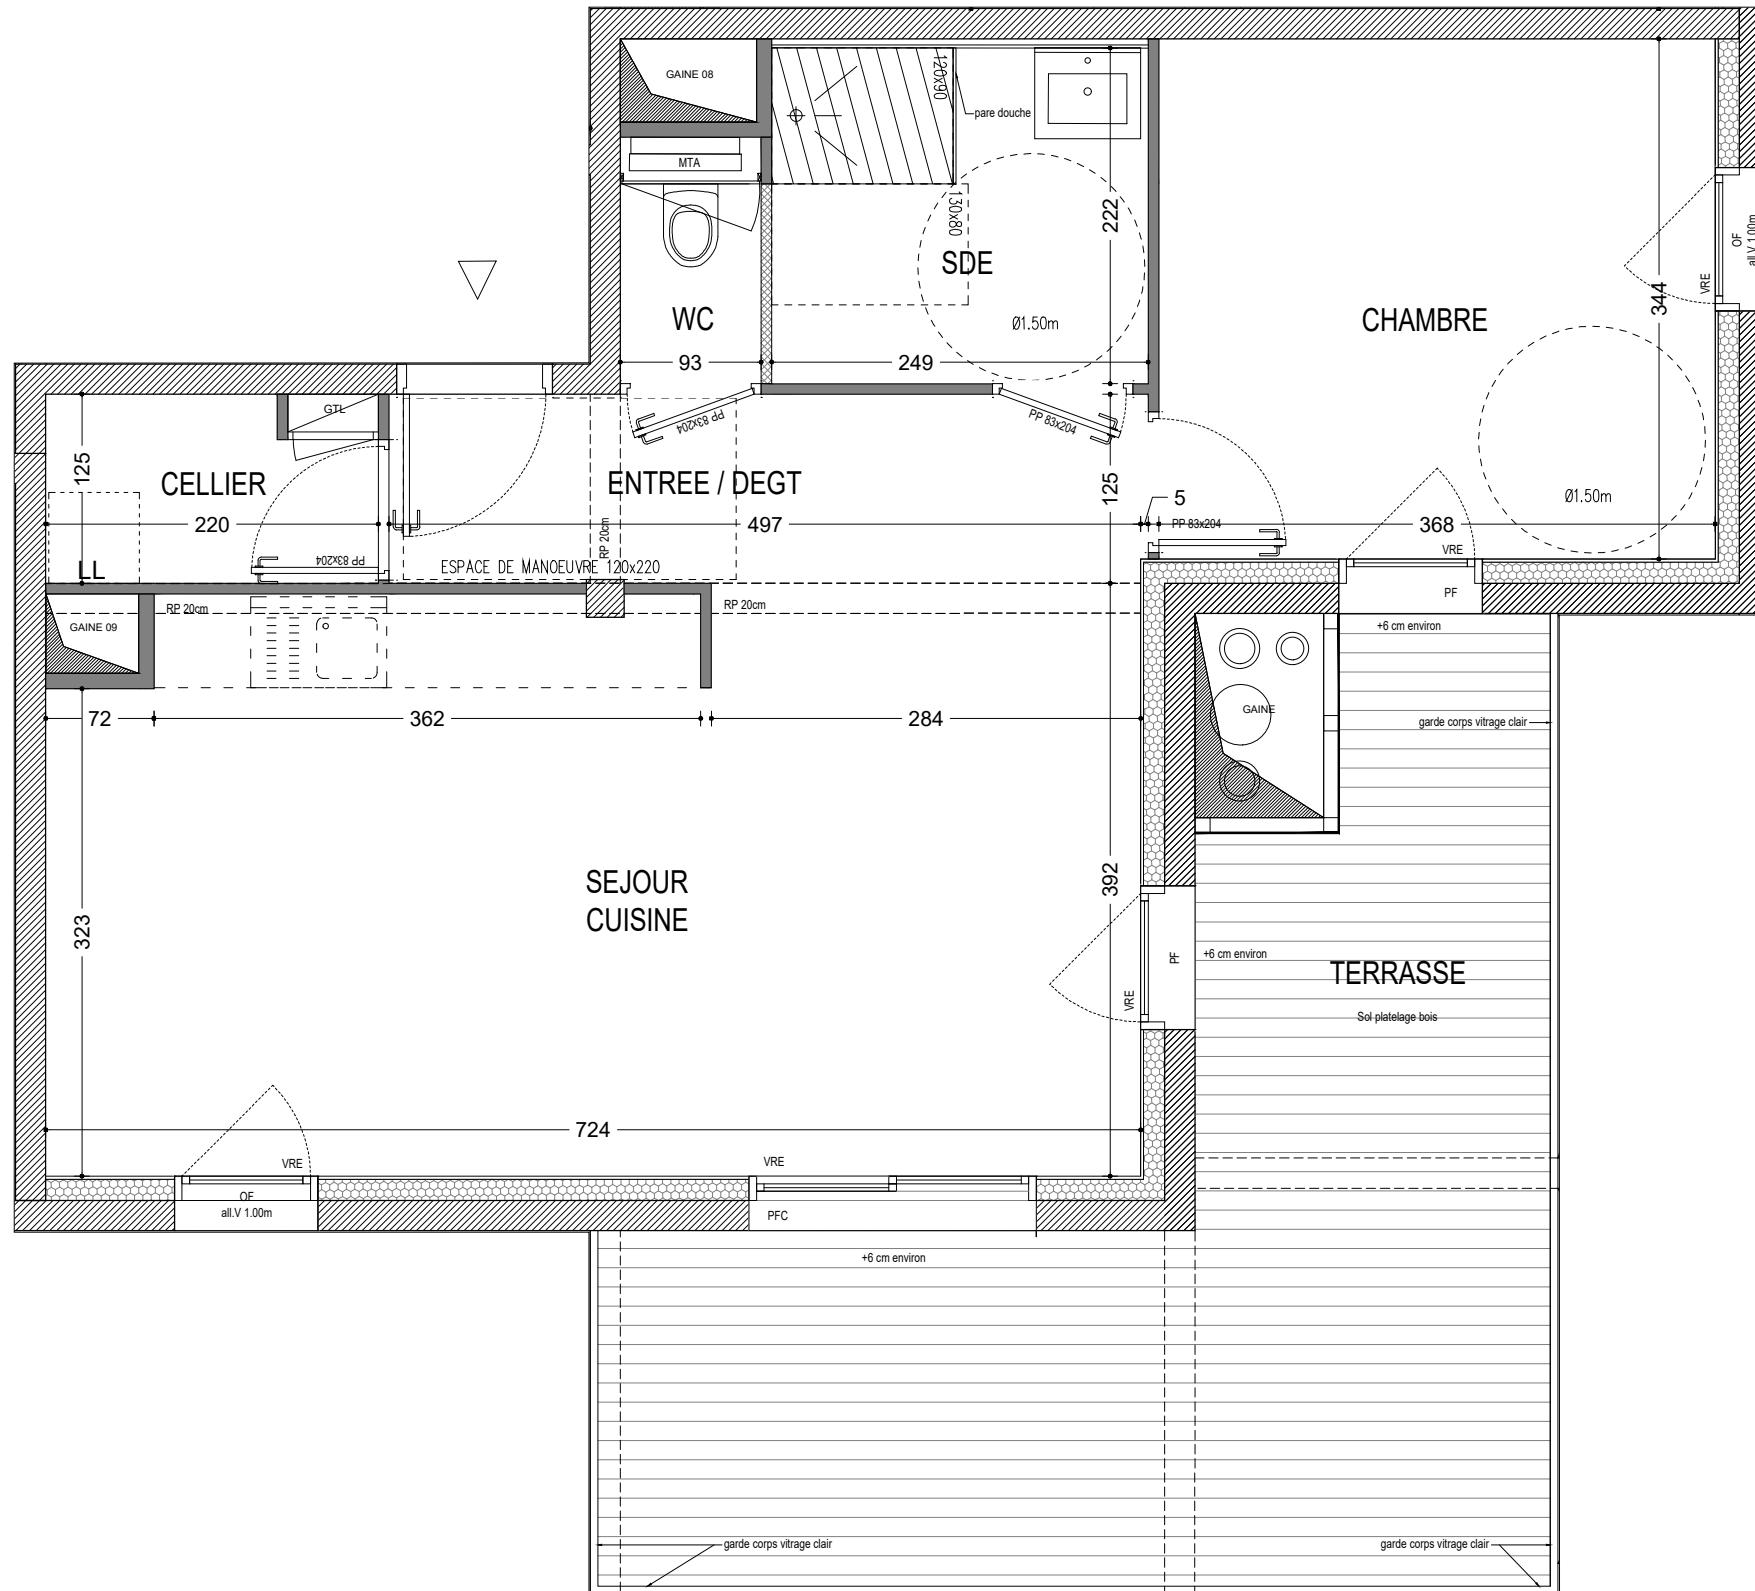 GAINE 08
120x90
pare douche
MTA
130x80
222
SDE
OF
all.V 1.00m
VRE
344
WC
Ø1.50m
CHAMBRE
93
249
GTL
PP 83x204
PP 83x204
125
CELLIER
ENTREE / DEGT
125
5
Ø1.50m
220
497
PP 83x204
368
RP 20cm
VRE
PP 83x204
LL
ESPACE DE MANOEUVRE 120x220
PF
RP 20cm
RP 20cm
GAINE 09
+6 cm environ
72
362
284
GAINE
garde corps vitrage clair
392
SEJOUR
CUISINE
323
PF
+6 cm environ
TERRASSE
VRE
Sol platelage bois
724
VRE
VRE
OF
all.V 1.00m
PFC
+6 cm environ
garde corps vitrage clair
garde corps vitrage clair